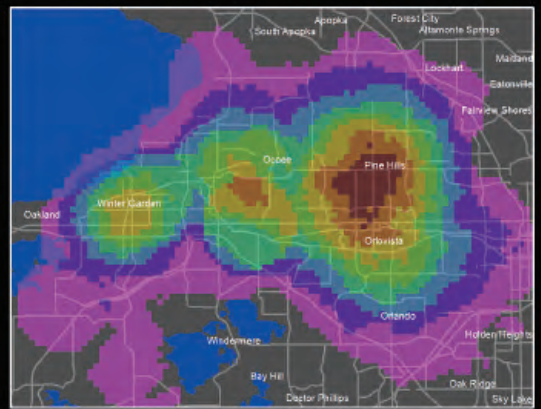 Apopka
Forest City
South Apopka
Altamonte Springs
Lockhart
Maitland
Eatonville
Fairview Shores
Ocoee
Pine Hills
Winter Garden
Oakland
Orlovista
Orlando
Holden Heights
Windermere
Bay Hill
Oak Ridge
Doctor Phillips
Sky Lake